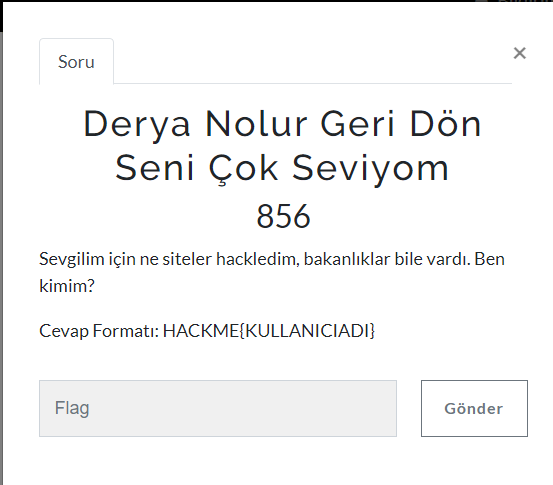 Soru
×
Derya Nolur Geri Dön
Seni Çok Seviyom
856
Sevgilim için ne siteler hackledim, bakanlıklar bile vardı. Ben
kimim?
Cevap Formatı: HACKME{KULLANICIADI}
Flag
Gönder